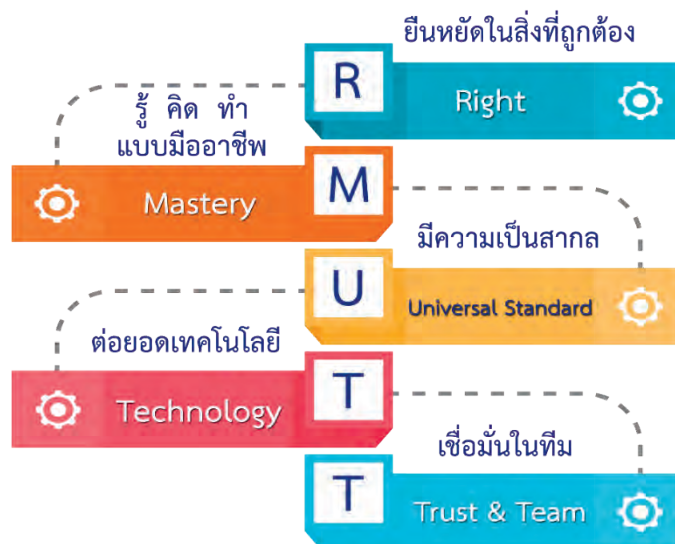 ยืนหยัดในสิ่งที่ถูกต้อง
R
Right
รู้ คิด ทำ
แบบมืออาชีพ
M
Mastery
มีความเป็นสากล
U
Universal Standard
ต่อยอดเทคโนโลยี
T
Technology
เชื่อมั่นในทีม
T
Trust & Team